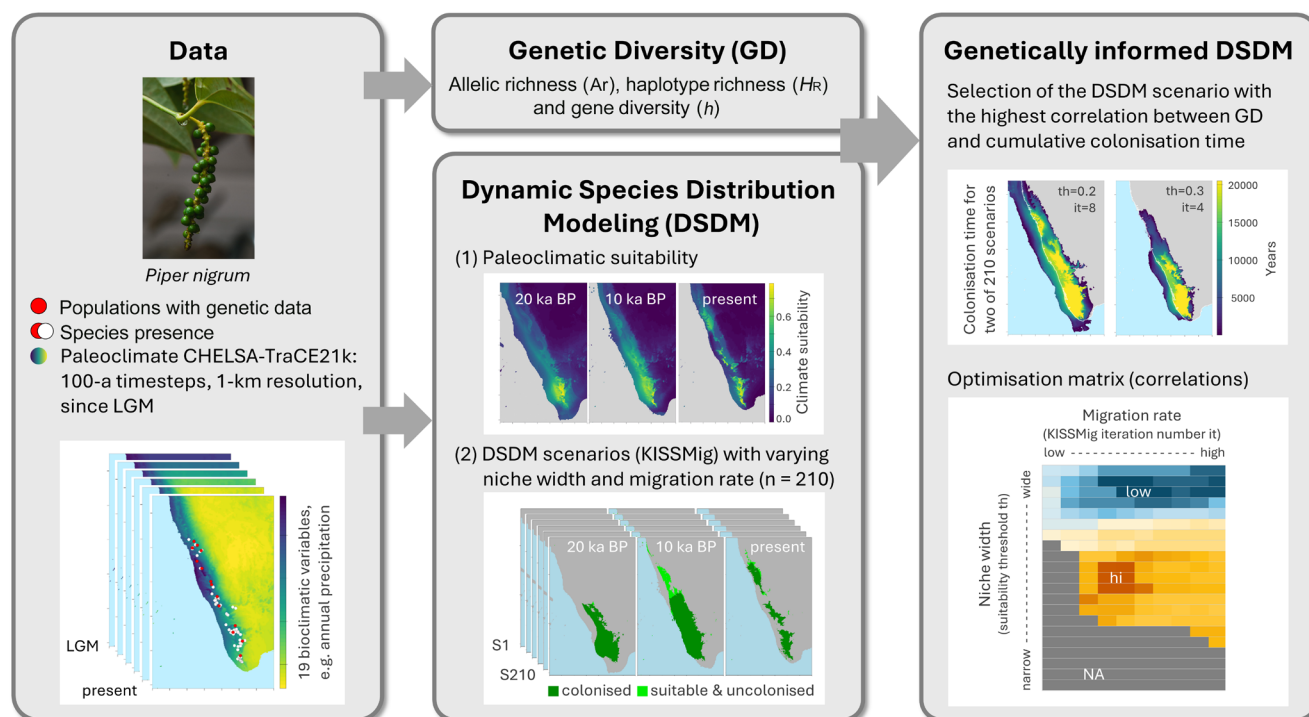 Data
Piper nigrum
Populations with genetic data
Species presence
Paleoclimate CHELSA-TraCE21k:
100-a timesteps, 1-km resolution,
since LGM
LGM
present
19 bioclimatic variables,
e.g. annual precipitation
Genetic Diversity (GD)
Allelic richness (Ar), haplotype richness (HR)
and gene diversity (h)
Dynamic Species Distribution
Modeling (DSDM)
(1) Paleoclimatic suitability
20 ka BP
10 ka BP
present
0.6
0.4
0.2
0.0
Climate suitability
(2) DSDM scenarios (KISSMig) with varying
niche width and migration rate (n = 210)
20 ka BP
10 ka BP
present
S1
S210
colonised
suitable & uncolonised
Genetically informed DSDM
Selection of the DSDM scenario with
the highest correlation between GD
and cumulative colonisation time
Colonisation time for
two of 210 scenarios
th=0.2
it=8
th=0.3
it=4
20000
15000
10000
5000
Years
Optimisation matrix (correlations)
Migration rate
(KISSMig iteration number it)
low
high
Niche width
(suitability threshold th)
wide
narrow
low
hi
NA